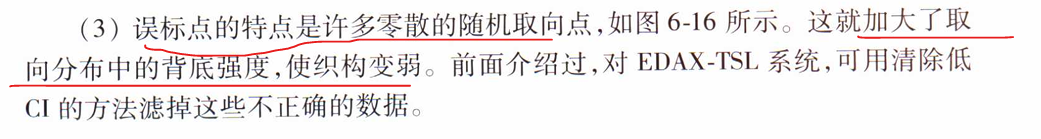 (3) 误标点的特点是许多零散的随机取向点,如图 6-16 所示。这就加大了取
向分布中的背底强度,使织构变弱。前面介绍过,对 EDAX-TSL 系统,可用清除低
CI 的方法滤掉这些不正确的数据。